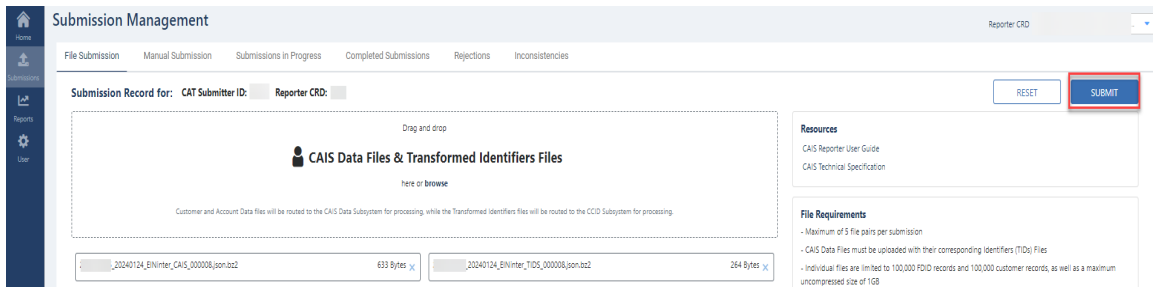 Submission Management
Reporter CRD
Home
Submissions
Reports
User
File Submission Manual Submission Submissions in Progress Completed Submissions Rejections Inconsistencies
Submission Record for: CAT Submitter ID: Reporter CRD:
RESET SUBMIT
Drag and drop
CAIS Data Files & Transformed Identifiers Files
here or browse
Customer and Account Data files will be routed to the CAIS Data Subsystem for processing, while the Transformed Identifiers files will be routed to the CCID Subsystem for processing.
_20240124_EINinter_CAIS_000008.json.bz2 633 Bytes x
_20240124_EINinter_TIDS_000008.json.bz2 264 Bytes x
Resources
CAIS Reporter User Guide
CAIS Technical Specification
File Requirements
- Maximum of 5 file pairs per submission
- CAIS Data Files must be uploaded with their corresponding Identifiers (TIDs) Files
- Individual files are limited to 100,000 FDID records and 100,000 customer records, as well as a maximum
uncompressed size of 1GB